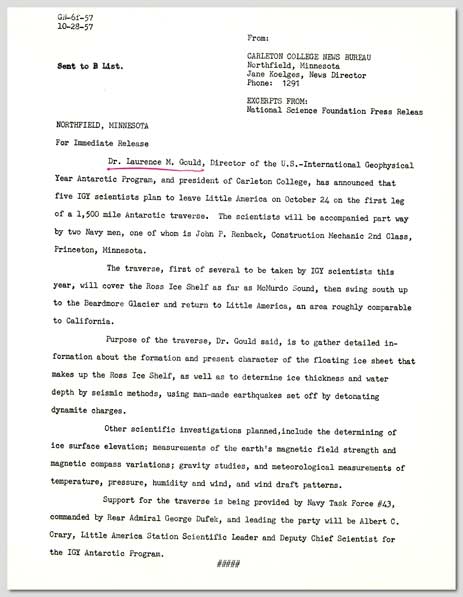 GH-61-57
10-28-57
From:
CARLETON COLLEGE NEWS BUREAU
Northfield, Minnesota
Jane Koelges, News Director
Phone: 1291
Sent to B List.
EXCERPTS FROM:
National Science Foundation Press Releas
NORTHFIELD, MINNESOTA
For Immediate Release
Dr. Laurence M. Gould, Director of the U.S.-International Geophysical
Year Antarctic Program, and president of Carleton College, has announced that
five IGY scientists plan to leave Little America on October 24 on the first leg
of a 1,500 mile Antarctic traverse. The scientists will be accompanied part way
by two Navy men, one of whom is John P. Renback, Construction Mechanic 2nd Class,
Princeton, Minnesota.
The traverse, first of several to be taken by IGY scientists this
year, will cover the Ross Ice Shelf as far as McMurdo Sound, then swing south up
to the Beardmore Glacier and return to Little America, an area roughly comparable
to California.
Purpose of the traverse, Dr. Gould said, is to gather detailed in-
formation about the formation and present character of the floating ice sheet that
makes up the Ross Ice Shelf, as well as to determine ice thickness and water
depth by seismic methods, using man-made earthquakes set off by detonating
dynamite charges.
Other scientific investigations planned,include the determining of
ice surface elevation; measurements of the earth's magnetic field strength and
magnetic compass variations; gravity studies, and meteorological measurements of
temperature, pressure, humidity and wind, and wind draft patterns.
Support for the traverse is being provided by Navy Task Force #43,
commanded by Rear Admiral George Dufek, and leading the party will be Albert C.
Crary, Little America Station Scientific Leader and Deputy Chief Scientist for
the IGY Antarctic Program.
#####